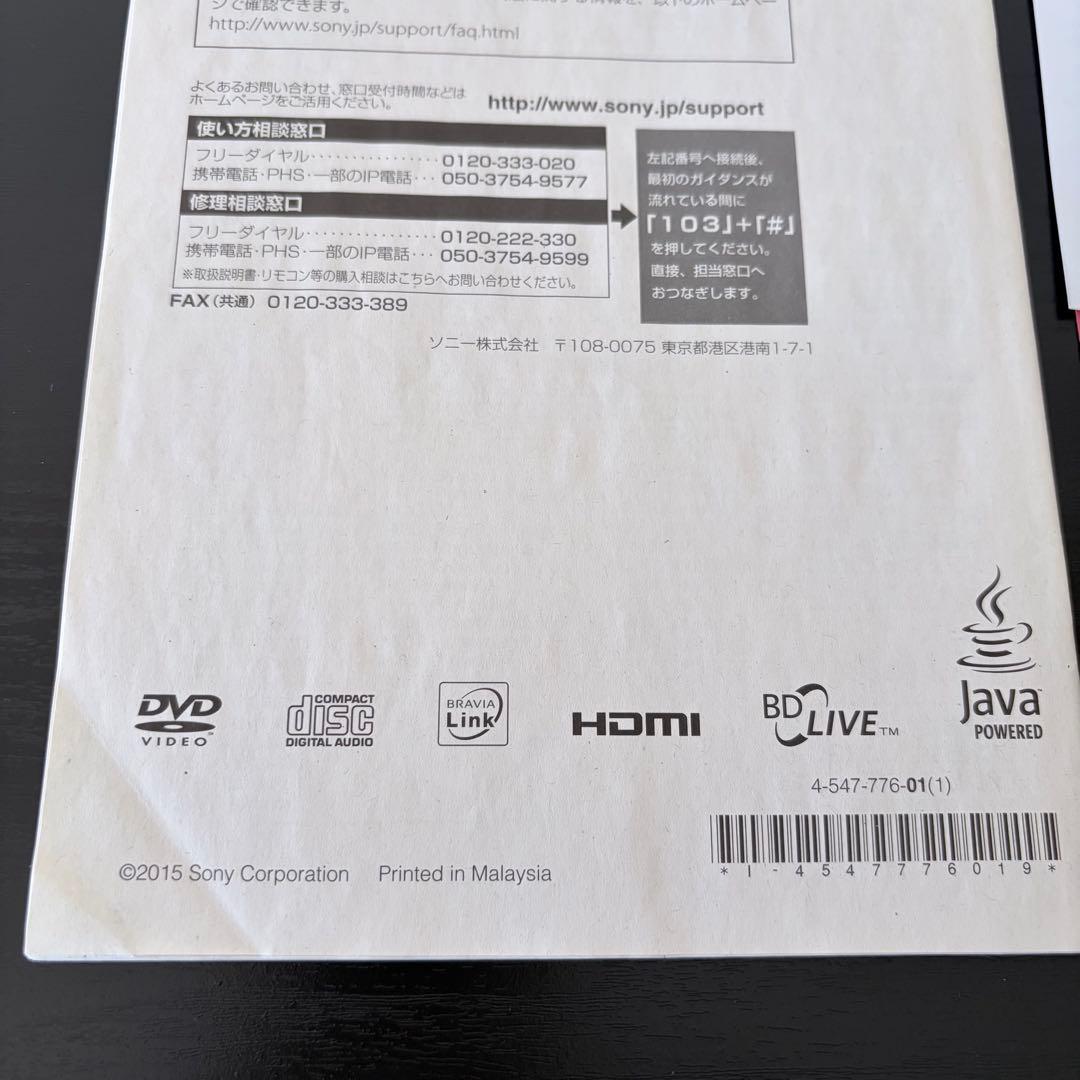 ジで確認できます。
http://www.sony.jp/support/faq.html
よくあるお問い合わせ、窓口受付時間などは
ホームページをご活用ください。
http://www.sony.jp/support
使い方相談窓口
フリーダイヤル················0120-333-020
携帯電話・PHS・一部のIP電話···050-3754-9577
修理相談窓口
フリーダイヤル················0120-222-330
携帯電話・PHS・一部のIP電話···050-3754-9599
※取扱説明書・リモコン等の購入相談はこちらへお問い合わせください。
FAX(共通) 0120-333-389
左記番号へ接続後、
最初のガイダンスが
流れている間に
「103」+「#」
を押してください。
直接、担当窓口へ
おつなぎします。
ソニー株式会社 〒108-0075 東京都港区港南1-7-1
DVD
VIDEO
COMPACT
disc
DIGITAL AUDIO
BRAVIA
Link
HDMI
BD
LIVE™
Java™
POWERED
4-547-776-01(1)
*I-4547776019*
©2015 Sony Corporation Printed in Malaysia